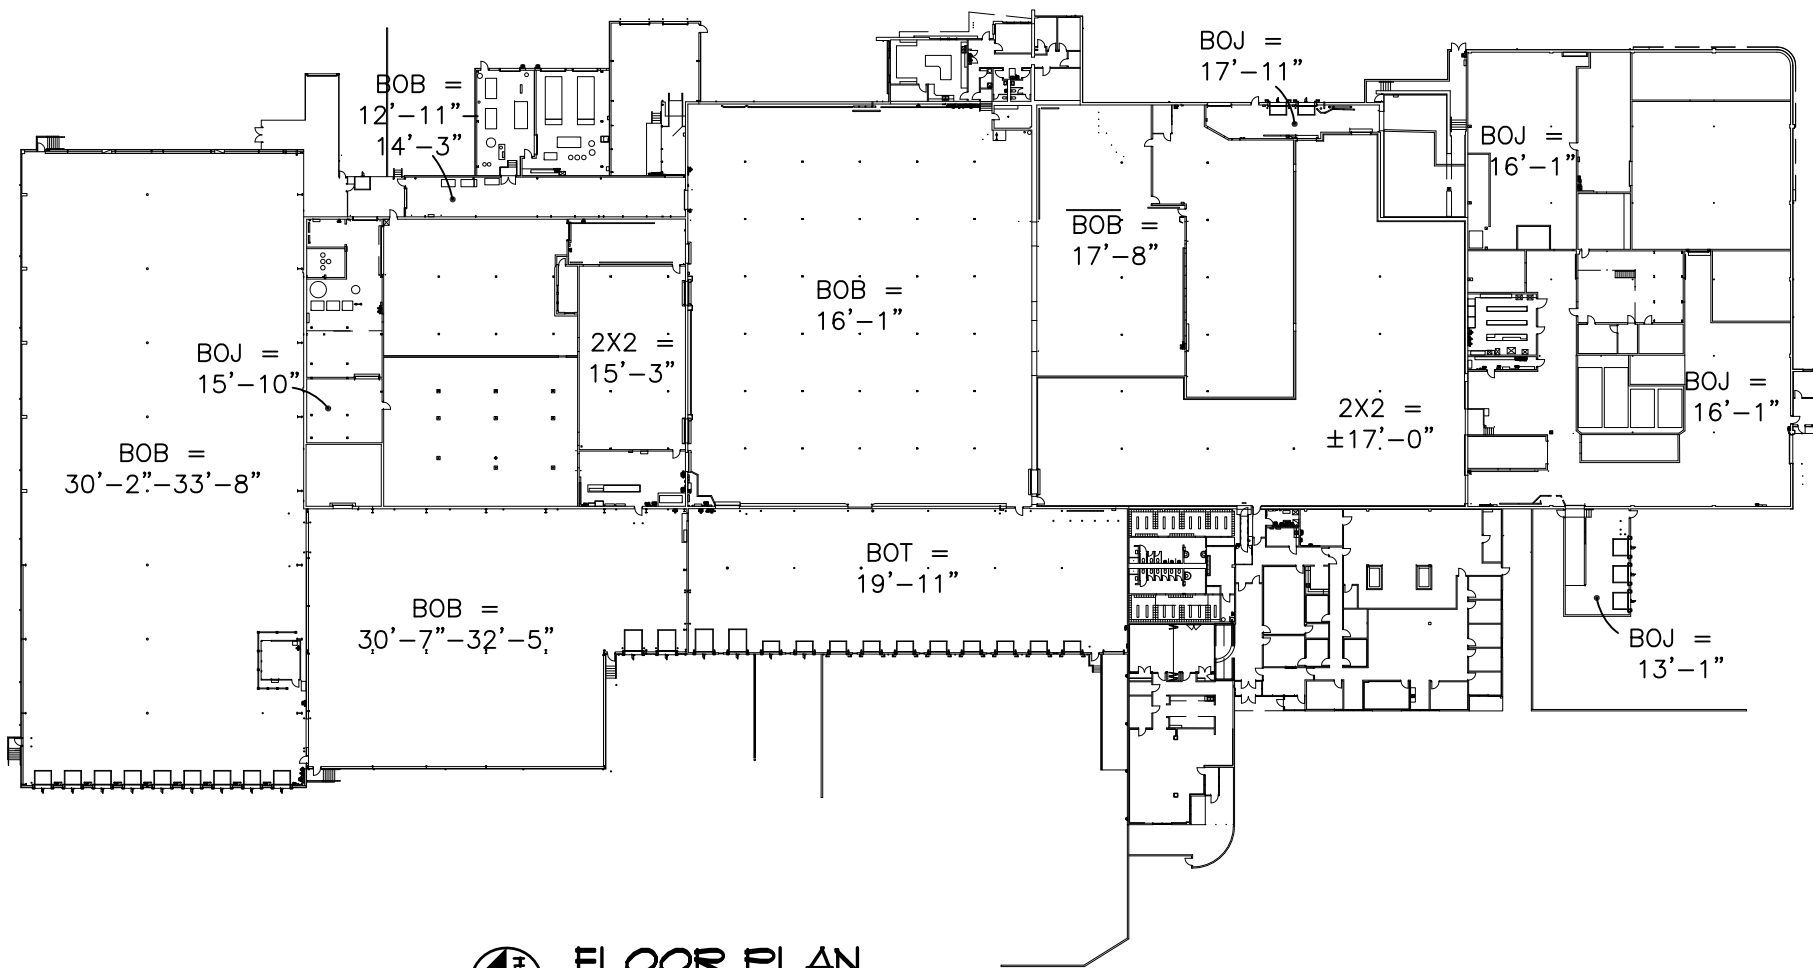 BOJ =
17'-11"
BOB =
12'-11"-
14'-3"
BOJ =
16'-1"
BOB =
17'-8"
BOB =
16'-1"
BOJ =
15'-10"
2X2 =
15'-3"
BOJ =
16'-1"
2X2 =
±17'-0"
BOB =
30'-2"-33'-8"
BOT =
19'-11"
BOB =
30'-7"-32'-5"
BOJ =
13'-1"
FLOOR PLAN